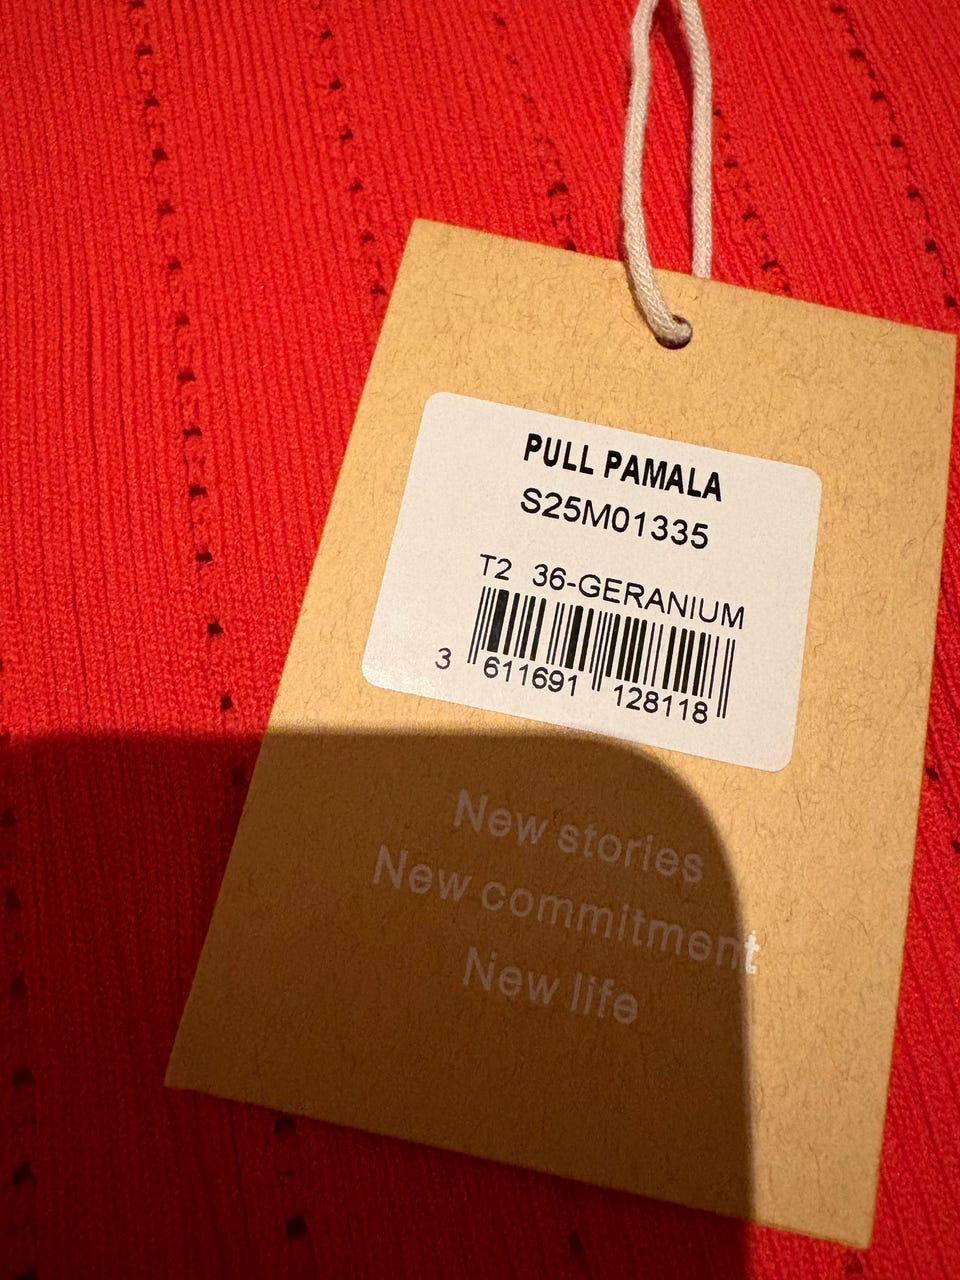 PULL PAMALA
S25M01335
T2 36-GERANIUM
3 611691 128118
New stories
New commitment
New life